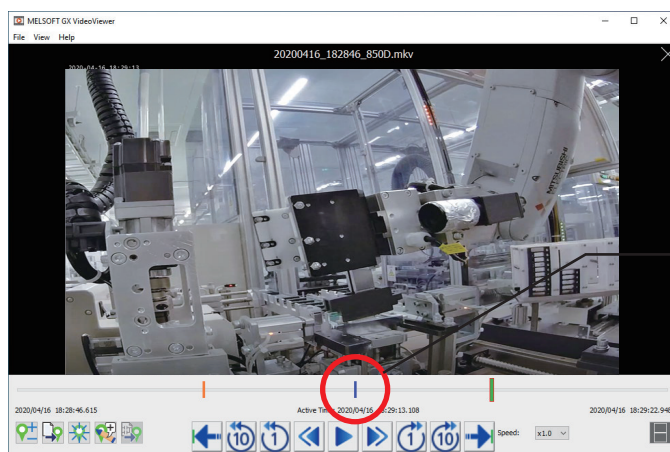 MELSOFT GX VideoViewer
File View Help
20200416_182846_850D.mkv
2020-04-16 18:29:13
MITSUBISHI
2020/04/16 18:28:46.615
Active Time 2020/04/16 18:29:13.108
2020/04/16 18:29:22.948
10 1 1 10
Speed: x1.0